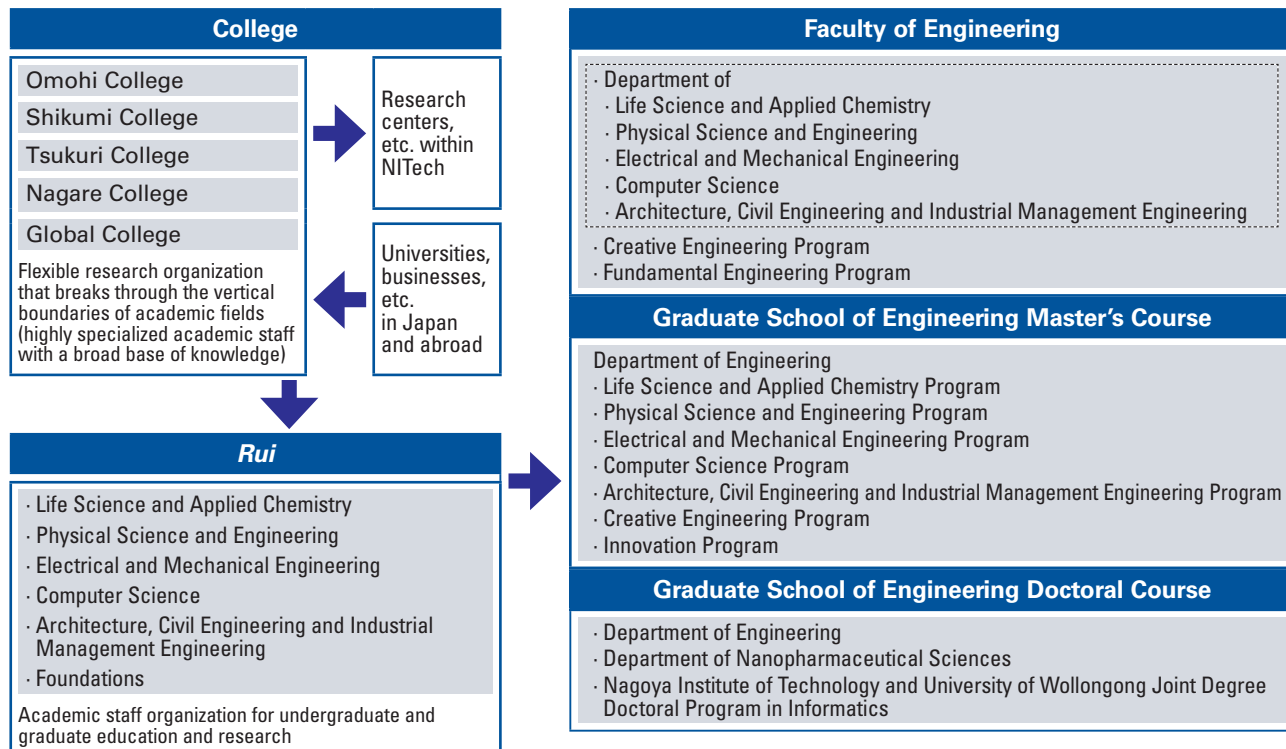 College
Omohi College
Shikumi College
Tsukuri College
Nagare College
Global College
Flexible research organization
that breaks through the vertical
boundaries of academic fields
(highly specialized academic staff
with a broad base of knowledge)
Research
centers,
etc. within
NITech
Universities,
businesses,
etc.
in Japan
and abroad
Rui
· Life Science and Applied Chemistry
· Physical Science and Engineering
· Electrical and Mechanical Engineering
· Computer Science
· Architecture, Civil Engineering and Industrial
Management Engineering
· Foundations
Academic staff organization for undergraduate and
graduate education and research
Faculty of Engineering
· Department of
· Life Science and Applied Chemistry
· Physical Science and Engineering
· Electrical and Mechanical Engineering
· Computer Science
· Architecture, Civil Engineering and Industrial Management Engineering
· Creative Engineering Program
· Fundamental Engineering Program
Graduate School of Engineering Master's Course
Department of Engineering
· Life Science and Applied Chemistry Program
· Physical Science and Engineering Program
· Electrical and Mechanical Engineering Program
· Computer Science Program
· Architecture, Civil Engineering and Industrial Management Engineering Program
· Creative Engineering Program
· Innovation Program
Graduate School of Engineering Doctoral Course
· Department of Engineering
· Department of Nanopharmaceutical Sciences
· Nagoya Institute of Technology and University of Wollongong Joint Degree
Doctoral Program in Informatics